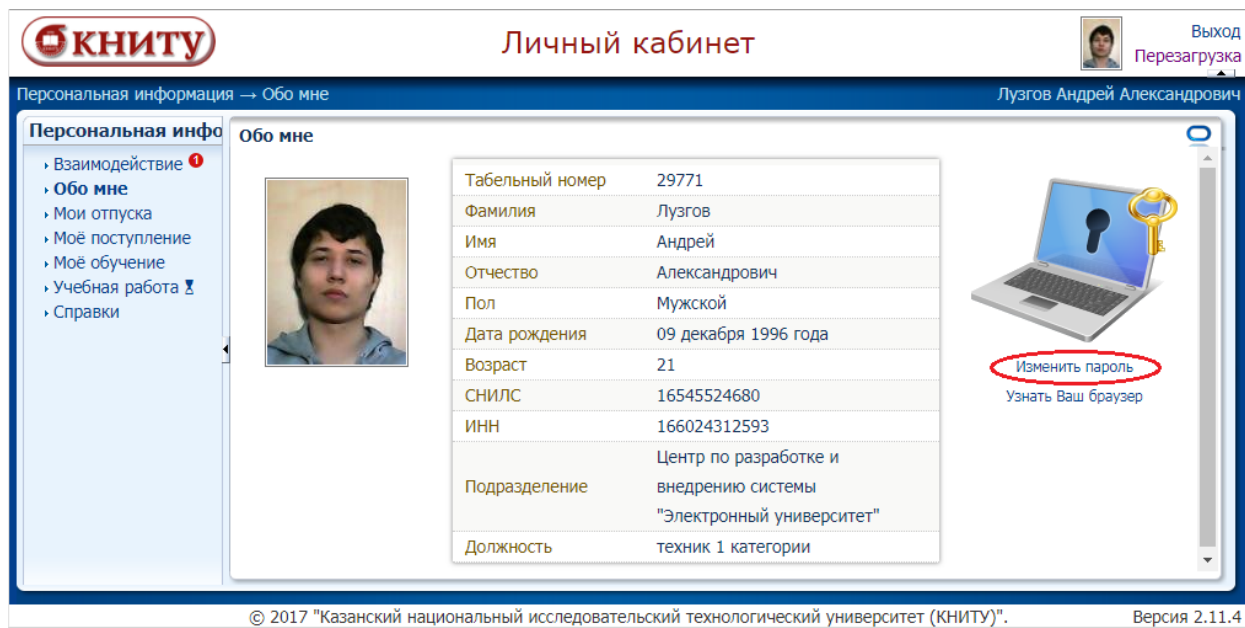 КНИТУ
Личный кабинет
Выход
Перезагрузка
Персональная информация → Обо мне
Лузгов Андрей Александрович
Персональная инфо
Взаимодействие 1
Обо мне
Мои отпуска
Моё поступление
Моё обучение
Учебная работа
Справки
Обо мне
Табельный номер 29771
Фамилия Лузгов
Имя Андрей
Отчество Александрович
Пол Мужской
Дата рождения 09 декабря 1996 года
Возраст 21
СНИЛС 16545524680
ИНН 166024312593
Подразделение
Центр по разработке и
внедрению системы
"Электронный университет"
Должность техник 1 категории
Изменить пароль
Узнать Ваш браузер
© 2017 "Казанский национальный исследовательский технологический университет (КНИТУ)".
Версия 2.11.4